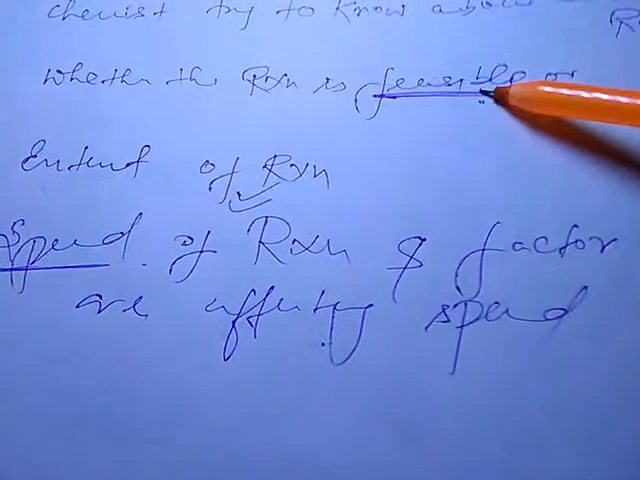 chemist try to know about R
Whether the Rxn is feasible or
Extent of Rxn
Speed of Rxn & factor
are affecting speed